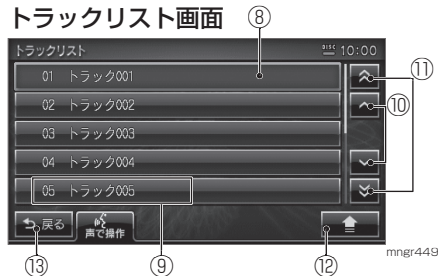 トラックリスト画面 ⑧
トラックリスト DISC 10:00
01 トラック001
02 トラック002
03 トラック003
04 トラック004
05 トラック005
⑪
⑩
戻る 声で操作
⑬ ⑨ ⑫
mngr449